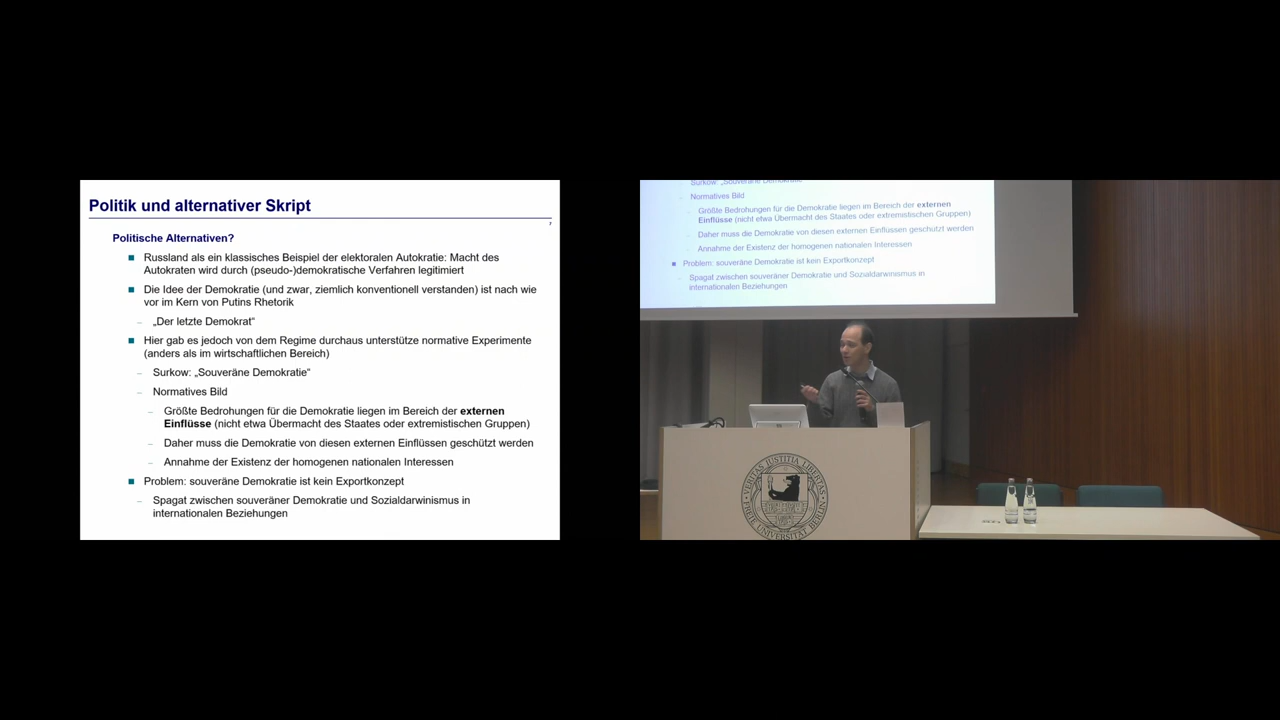 Politik und alternativer Skript
7
Politische Alternativen?
Russland als ein klassisches Beispiel der elektoralen Autokratie: Macht des
Autokraten wird durch (pseudo-)demokratische Verfahren legitimiert
Die Idee der Demokratie (und zwar, ziemlich konventionell verstanden) ist nach wie
vor im Kern von Putins Rhetorik
– „Der letzte Demokrat“
Hier gab es jedoch von dem Regime durchaus unterstütze normative Experimente
(anders als im wirtschaftlichen Bereich)
– Surkow: „Souveräne Demokratie“
– Normatives Bild
– Größte Bedrohungen für die Demokratie liegen im Bereich der externen
Einflüsse (nicht etwa Übermacht des Staates oder extremistischen Gruppen)
– Daher muss die Demokratie von diesen externen Einflüssen geschützt werden
– Annahme der Existenz der homogenen nationalen Interessen
Problem: souveräne Demokratie ist kein Exportkonzept
– Spagat zwischen souveräner Demokratie und Sozialdarwinismus in
internationalen Beziehungen
Surkow: „Souveräne Demokratie“
– Normatives Bild
– Größte Bedrohungen für die Demokratie liegen im Bereich der externen
Einflüsse (nicht etwa Übermacht des Staates oder extremistischen Gruppen)
– Daher muss die Demokratie von diesen externen Einflüssen geschützt werden
– Annahme der Existenz der homogenen nationalen Interessen
Problem: souveräne Demokratie ist kein Exportkonzept
– Spagat zwischen souveräner Demokratie und Sozialdarwinismus in
internationalen Beziehungen
VERITAS JUSTITIA LIBERTAS
FREIE UNIVERSITÄT BERLIN